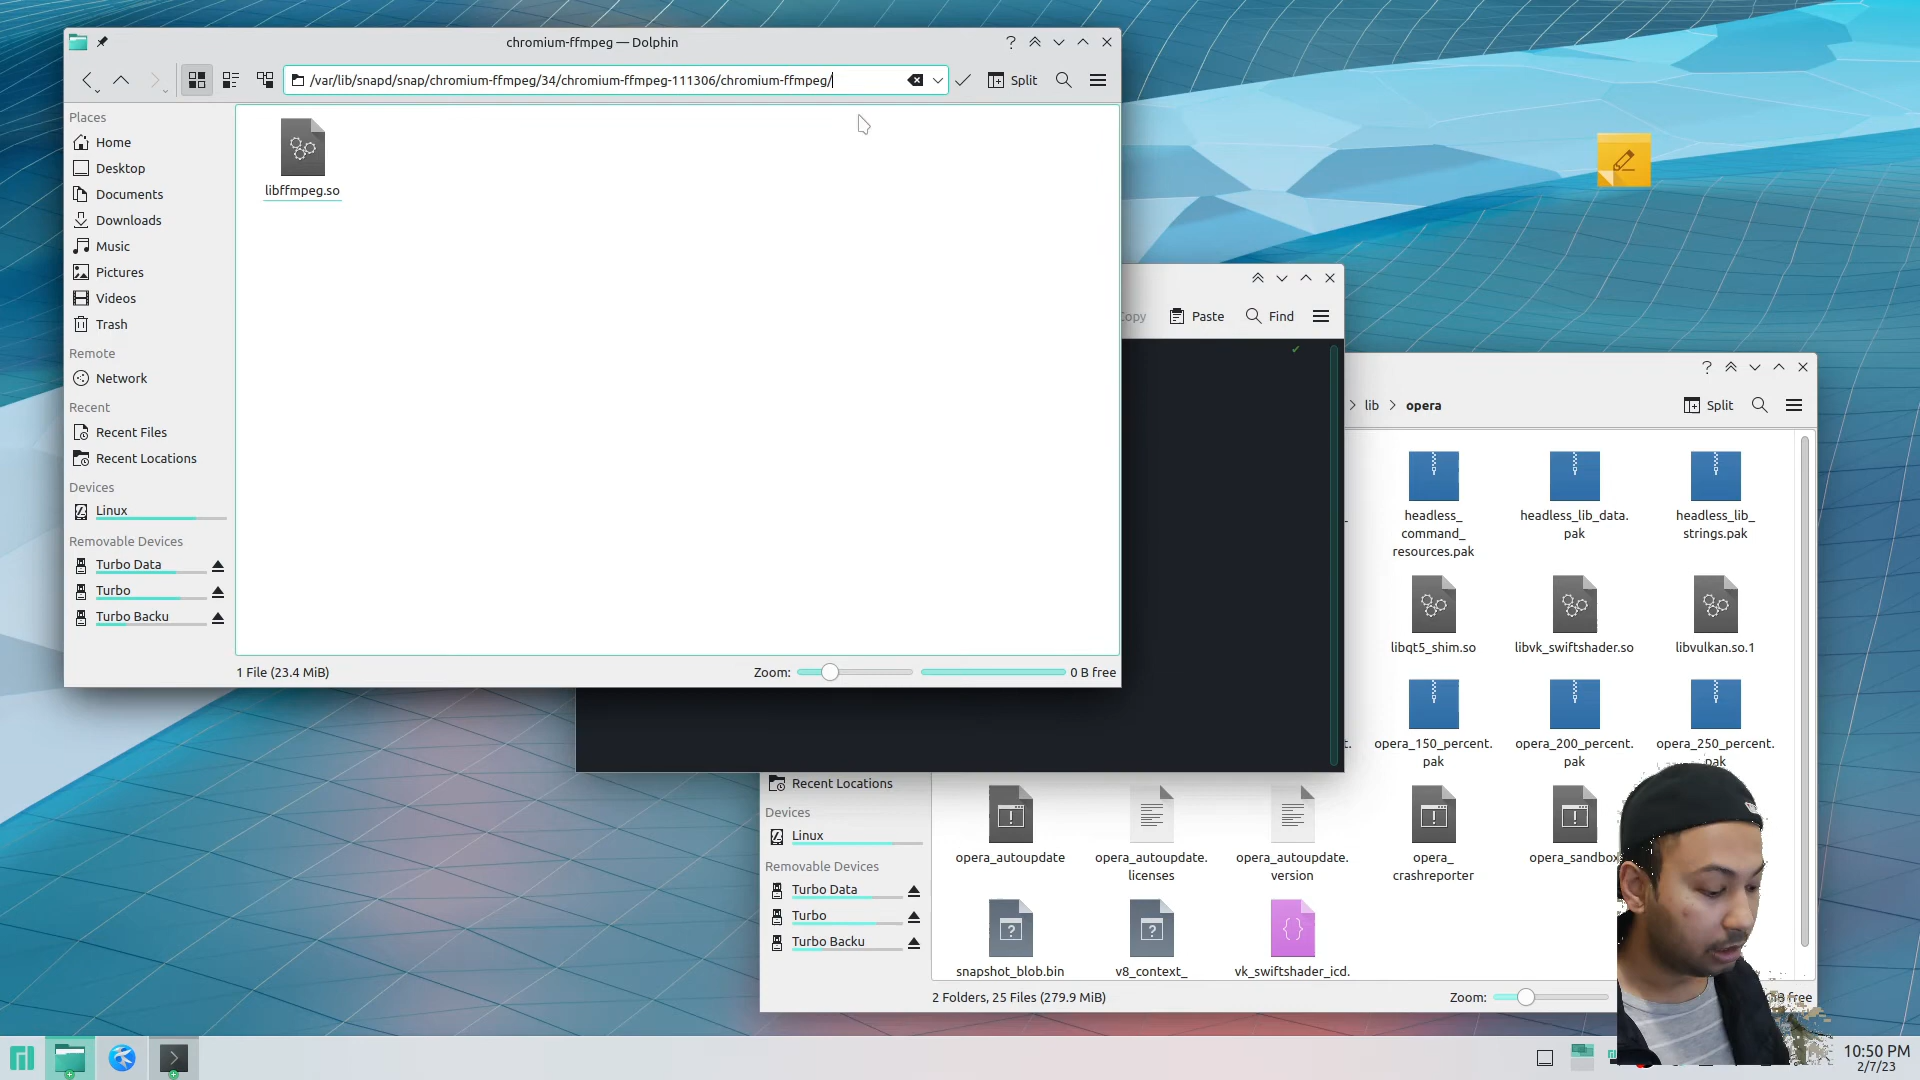 chromium-ffmpeg — Dolphin
/var/lib/snapd/snap/chromium-ffmpeg/34/chromium-ffmpeg-111306/chromium-ffmpeg/
Split
Places
Home
Desktop
Documents
Downloads
Music
Pictures
Videos
Trash
Remote
Network
Recent
Recent Files
Recent Locations
Devices
Linux
Removable Devices
Turbo Data
Turbo
Turbo Backu
libffmpeg.so
1 File (23.4 MiB)
Zoom:
0 B free
Paste
Find
lib
opera
Split
headless_
command_
resources.pak
headless_lib_data.
pak
headless_lib_
strings.pak
libqt5_shim.so
libvk_swiftshader.so
libvulkan.so.1
opera_150_percent.
pak
opera_200_percent.
pak
opera_250_percent.
pak
Recent Locations
Devices
Linux
Removable Devices
Turbo Data
Turbo
Turbo Backu
opera_autoupdate
opera_autoupdate.
licenses
opera_autoupdate.
version
opera_
crashreporter
opera_sandbox
snapshot_blob.bin
v8_context_
vk_swiftshader_icd.
2 Folders, 25 Files (279.9 MiB)
Zoom:
free
10:50 PM
2/7/23